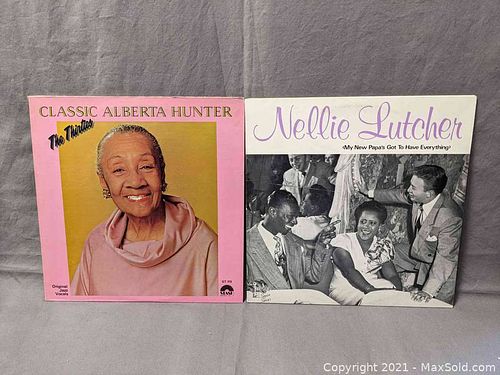 CLASSIC ALBERTA HUNTER
The Thirties
Original
Jazz
Vocals
Nellie Lutcher
‹My New Papa's Got To Have Everything›
Copyright 2021 - MaxSold.com